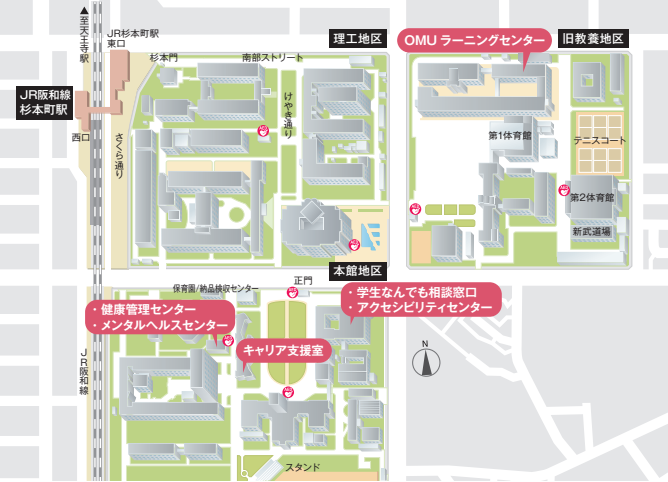 ▲至天王寺駅
JR杉本町駅
東口
杉本門
南部ストリート
理工地区
OMU ラーニングセンター
旧教養地区
JR阪和線
杉本町駅
けやき通り
西口
さくら通り
第1体育館
テニスコート
第2体育館
新武道場
本館地区
保育園/納品検収センター
正門
・健康管理センター
・メンタルヘルスセンター
・学生なんでも相談窓口
・アクセシビリティセンター
キャリア支援室
JR阪和線
N
スタンド